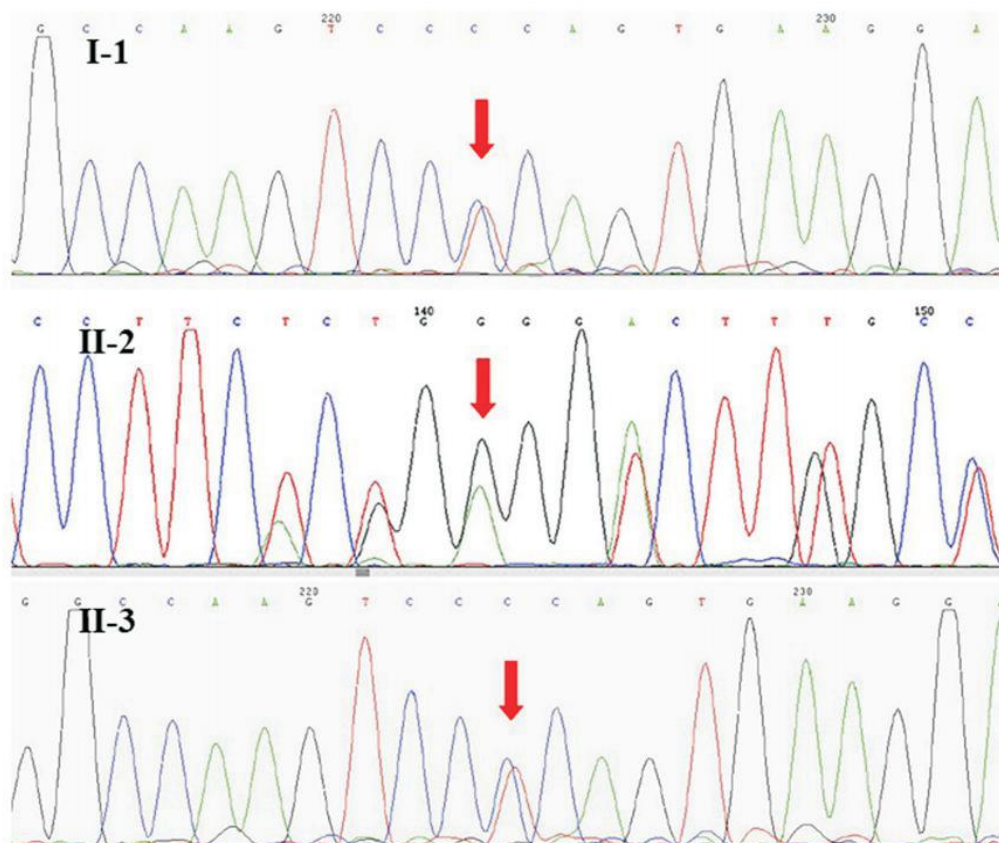 220 230
G C C A A G T C C C C A G T G A A G G A
I-1
140 150
C C T T C T C T G G G G A C T T T G C C
II-2
220 230
G G C C A A G T C C C C A G T G A A G G
II-3